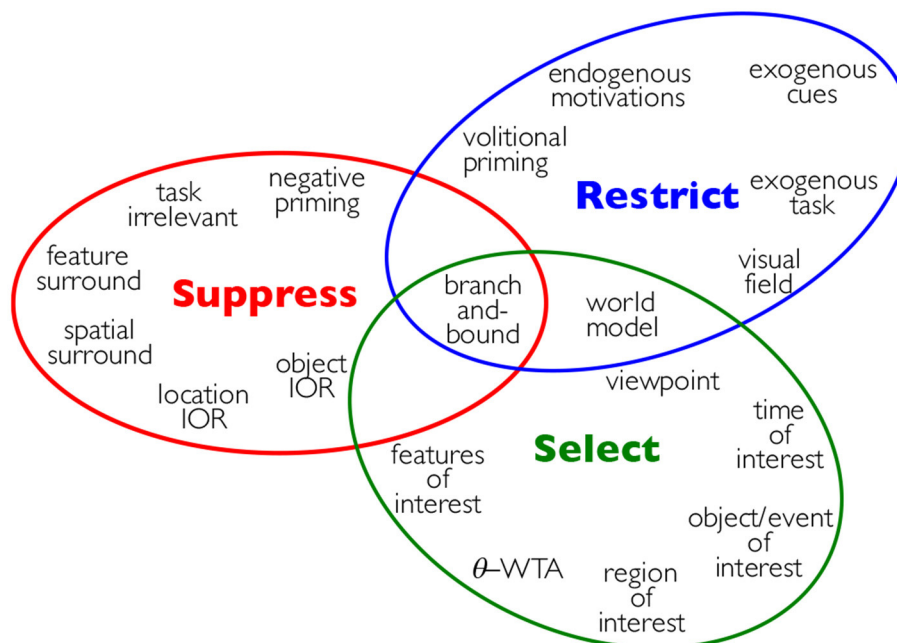 endogenous
motivations
exogenous
cues
volitional
priming
Restrict
exogenous
task
visual
field
negative
priming
task
irrelevant
feature
surround
Suppress
spatial
surround
location
IOR
object
IOR
branch
and-
bound
world
model
viewpoint
time
of
interest
Select
features
of
interest
object/event
of
interest
θ–WTA
region
of
interest